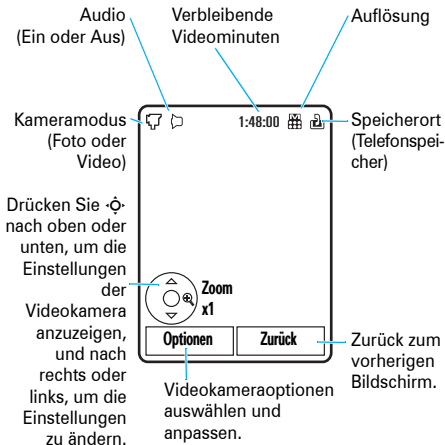 Audio
(Ein oder Aus)
Verbleibende
Videominuten
Auflösung
Kameramodus
(Foto oder
Video)
1:48:00
Speicherort
(Telefonspei-
cher)
Drücken Sie
nach oben oder
unten, um die
Einstellungen
der
Videokamera
anzuzeigen,
und nach
rechts oder
links, um die
Einstellungen
zu ändern.
Zoom
x1
Optionen
Zurück
Zurück zum
vorherigen
Bildschirm.
Videokameraoptionen
auswählen und
anpassen.